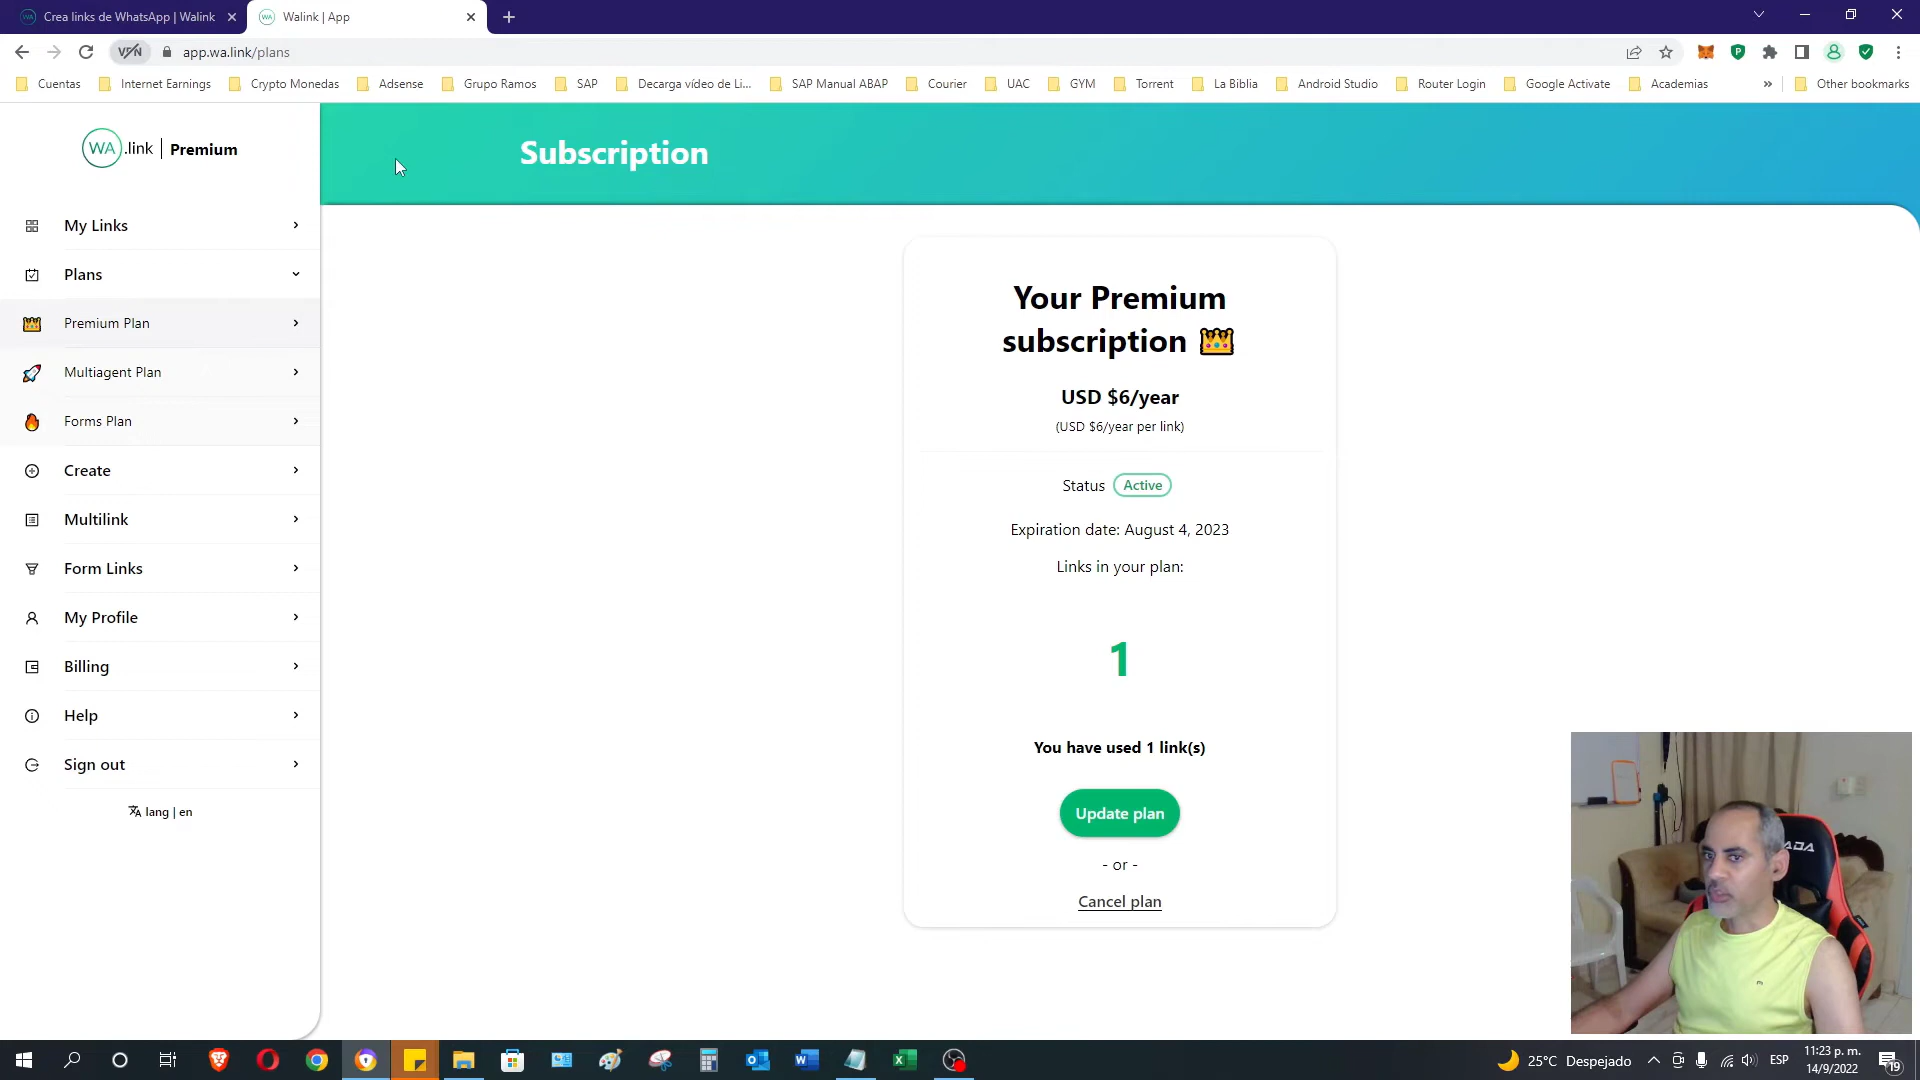 Crea links de WhatsApp | Walink
Walink | App
VPN
app.wa.link/plans
Cuentas
Internet Earnings
Crypto Monedas
Adsense
Grupo Ramos
SAP
Decarga vídeo de Li...
SAP Manual ABAP
Courier
UAC
GYM
Torrent
La Biblia
Android Studio
Router Login
Google Activate
Academias
»
Other bookmarks
WA.link | Premium
Subscription
My Links
Plans
Premium Plan
Multiagent Plan
Forms Plan
Create
Multilink
Form Links
My Profile
Billing
Help
Sign out
lang | en
Your Premium
subscription
USD $6/year
(USD $6/year per link)
Status Active
Expiration date: August 4, 2023
Links in your plan:
1
You have used 1 link(s)
Update plan
- or -
Cancel plan
25°C Despejado
ESP
11:23 p. m.
14/9/2022
19